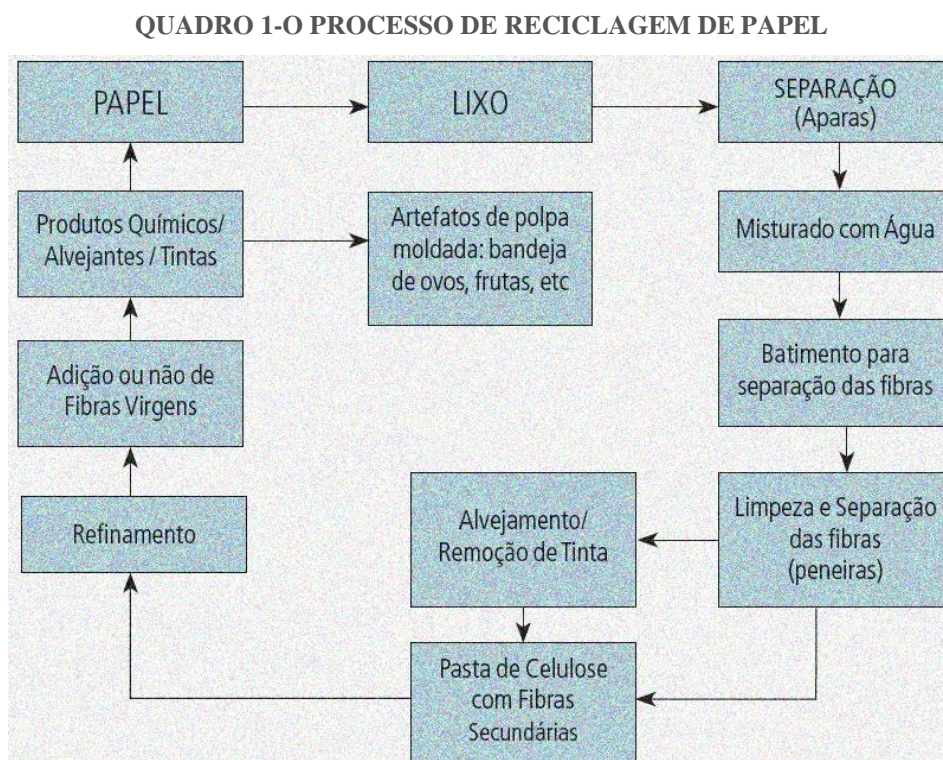 QUADRO 1-O PROCESSO DE RECICLAGEM DE PAPEL
PAPEL
LIXO
SEPARAÇÃO
(Aparas)
Produtos Químicos/
Alvejantes / Tintas
Artefatos de polpa
moldada: bandeja
de ovos, frutas, etc
Misturado com Água
Adição ou não de
Fibras Virgens
Batimento para
separação das fibras
Refinamento
Alvejamento/
Remoção de Tinta
Limpeza e Separação
das fibras
(peneiras)
Pasta de Celulose
com Fibras
Secundárias